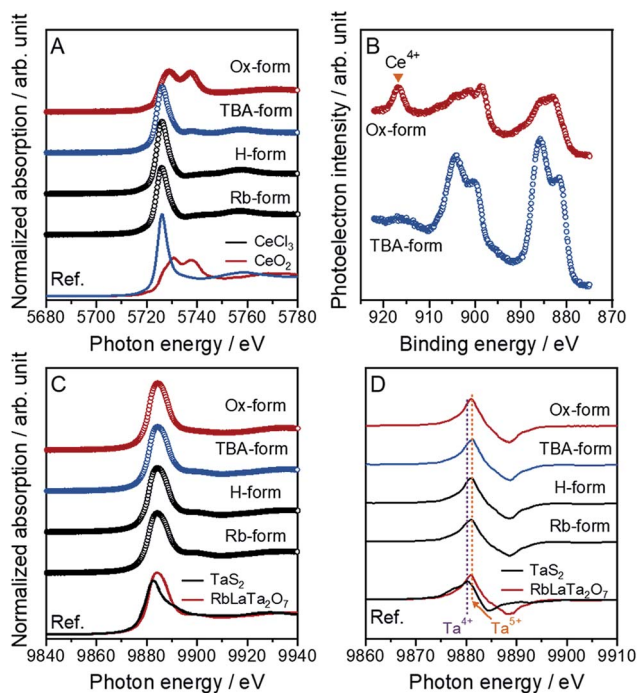 A
Normalized absorption / arb. unit
Ox-form
TBA-form
H-form
Rb-form
CeCl₃
CeO₂
Ref.
5680 5700 5720 5740 5760 5780
Photon energy / eV
B
Photoelectron intensity / arb. unit
Ce⁴⁺
Ox-form
TBA-form
920 910 900 890 880 870
Binding energy / eV
C
Normalized absorption / arb. unit
Ox-form
TBA-form
H-form
Rb-form
TaS₂
RbLaTa₂O₇
Ref.
9840 9860 9880 9900 9920 9940
Photon energy / eV
D
Ox-form
TBA-form
H-form
Rb-form
TaS₂
RbLaTa₂O₇
Ref.
Ta⁴⁺ Ta⁵⁺
9860 9870 9880 9890 9900 9910
Photon energy / eV